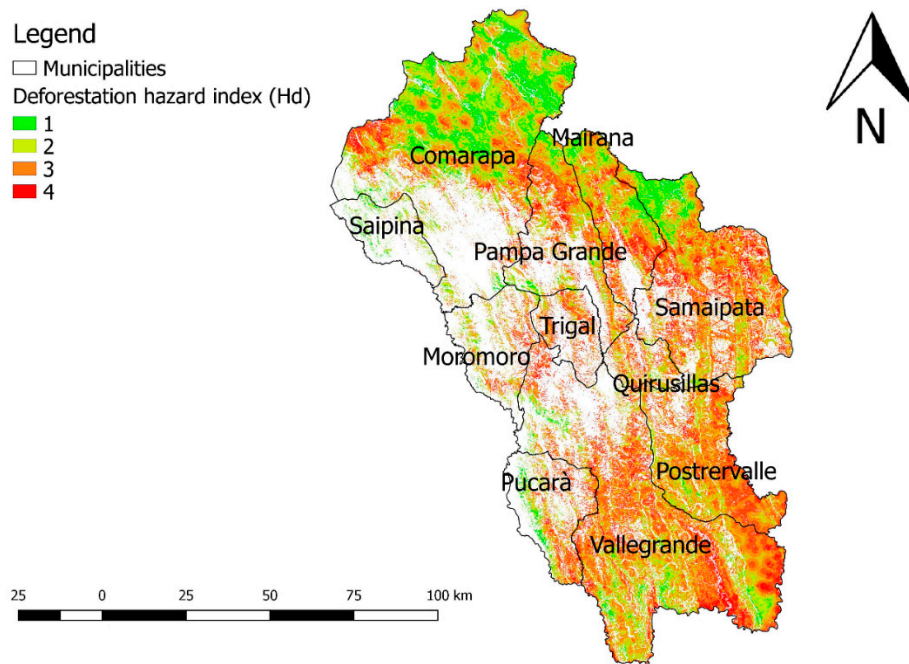 Legend
Municipalities
Deforestation hazard index (Hd)
1
2
3
4
N
Mairana
Comarapa
Saipina
Pampa Grande
Samaipata
Trigal
Moromoro
Quirusillas
Postrervalle
Pucarà
Vallegrande
25 0 25 50 75 100 km